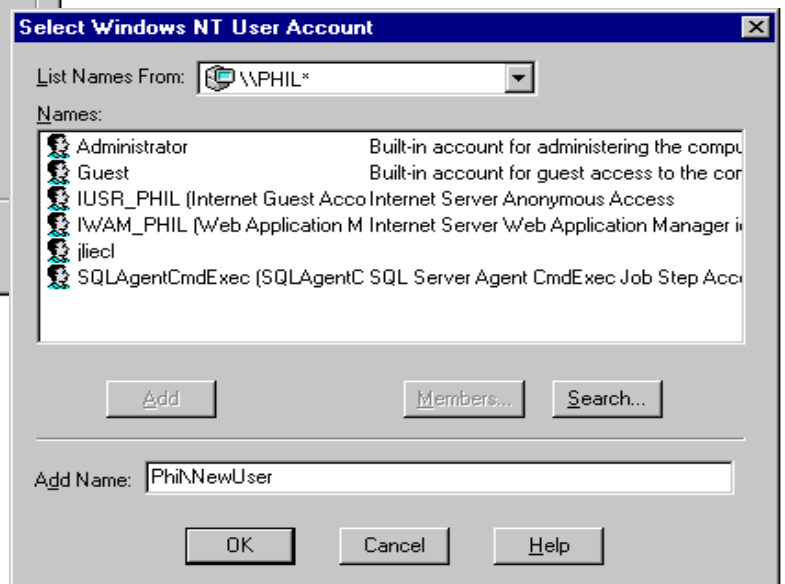 Select Windows NT User Account
List Names From: \\PHIL*
Names:
Administrator Built-in account for administering the compu
Guest Built-in account for guest access to the con
IUSR_PHIL (Internet Guest Acco Internet Server Anonymous Access
IWAM_PHIL (Web Application M Internet Server Web Application Manager i
jliecl
SQLAgentCmdExec (SQLAgentC SQL Server Agent CmdExec Job Step Acc
Add Members... Search...
Add Name: Phil\NewUser
OK Cancel Help